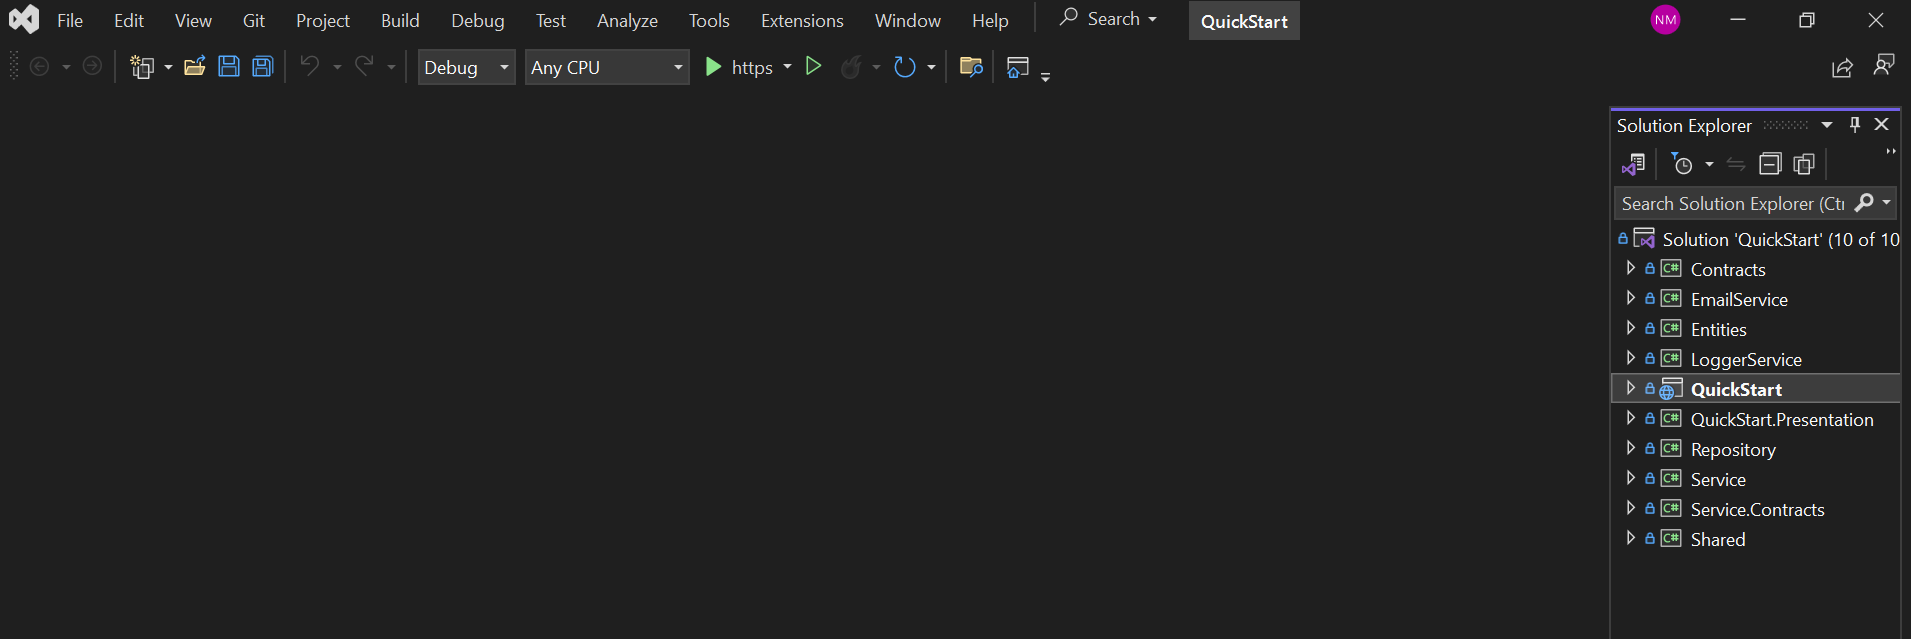 File Edit View Git Project Build Debug Test Analyze Tools Extensions Window Help Search QuickStart NM
Debug Any CPU https
Solution Explorer
Search Solution Explorer (Ctr
Solution 'QuickStart' (10 of 10
C# Contracts
C# EmailService
C# Entities
C# LoggerService
QuickStart
C# QuickStart.Presentation
C# Repository
C# Service
C# Service.Contracts
C# Shared